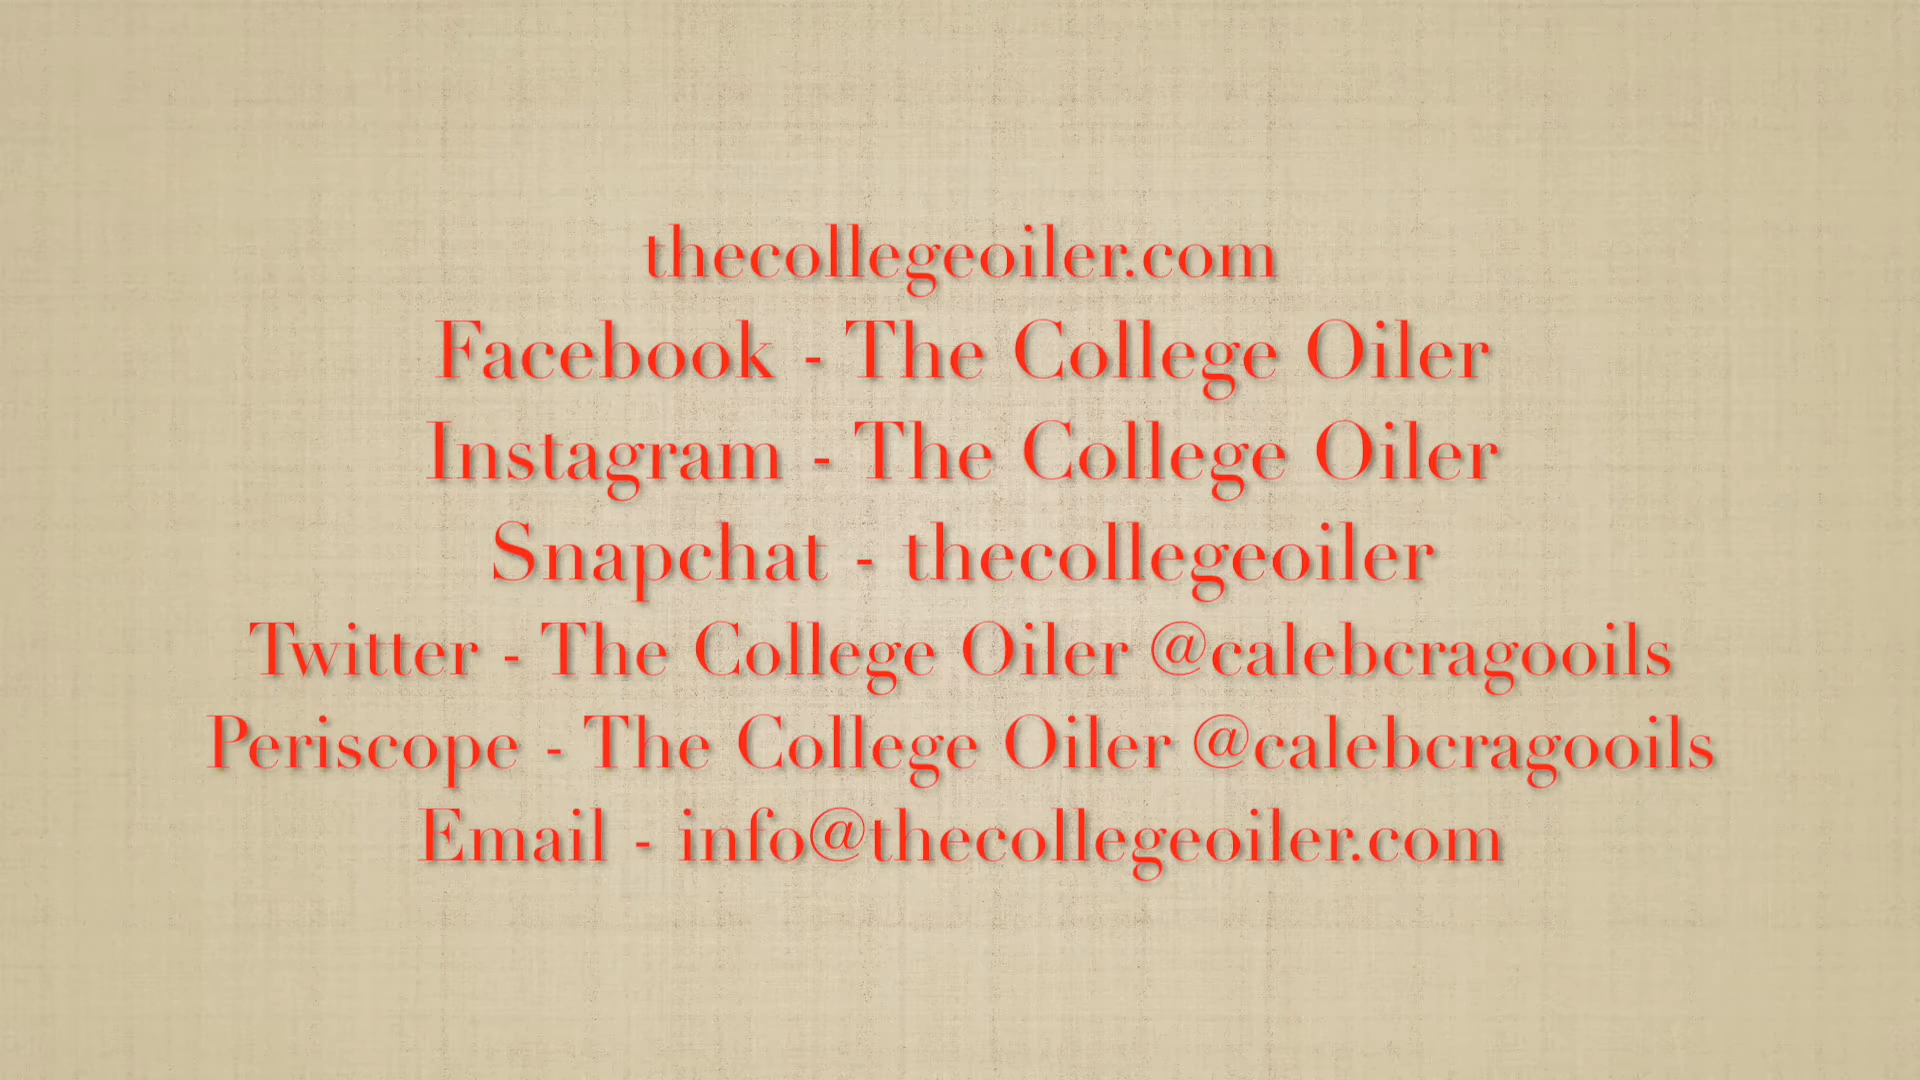 thecollegeoiler.com
Facebook - The College Oiler
Instagram - The College Oiler
Snapchat - thecollegeoiler
Twitter - The College Oiler @calebcragooils
Periscope - The College Oiler @calebcragooils
Email - info@thecollegeoiler.com